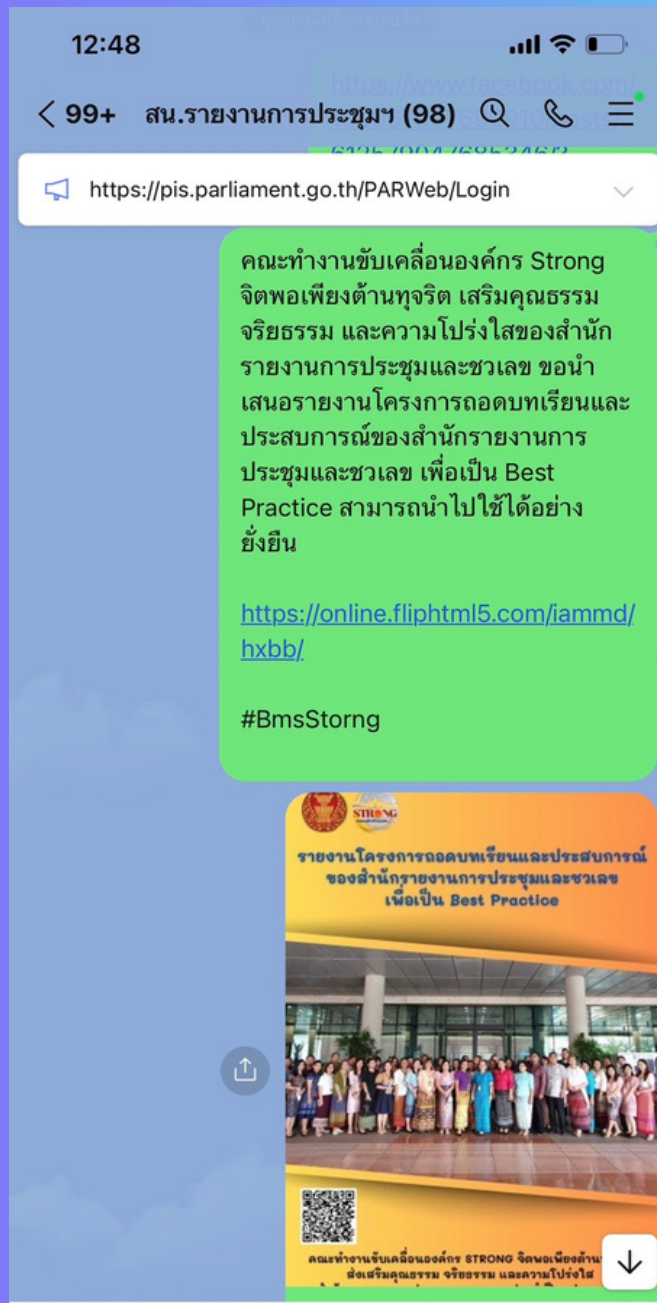 12:48
https://www.facebook.com/
99+ สน.รายงานการประชุมฯ (98)
https://pis.parliament.go.th/PARWeb/Login
คณะทำงานขับเคลื่อนองค์กร Strong
จิตพอเพียงต้านทุจริต เสริมคุณธรรม
จริยธรรม และความโปร่งใสของสำนัก
รายงานการประชุมและชวเลข ขอนำ
เสนอรายงานโครงการถอดบทเรียนและ
ประสบการณ์ของสำนักรายงานการ
ประชุมและชวเลข เพื่อเป็น Best
Practice สามารถนำไปใช้ได้อย่าง
ยั่งยืน
https://online.fliphtml5.com/iammd/
hxbb/
#BmsStorng
STRONG
รายงานโครงการถอดบทเรียนและประสบการณ์
ของสำนักรายงานการประชุมและชวเลข
เพื่อเป็น Best Practice
คณะทำงานขับเคลื่อนองค์กร STRONG จิตพอเพียงต้าน
ส่งเสริมคุณธรรม จริยธรรม และความโปร่งใส